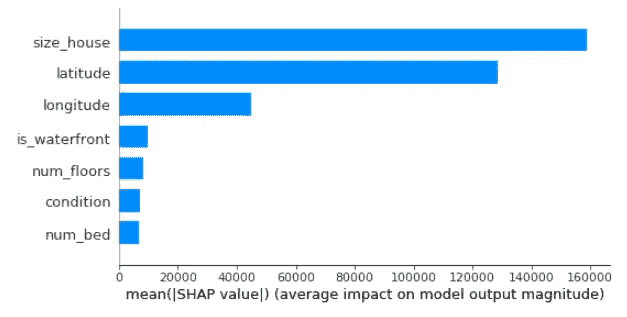 size_house
latitude
longitude
is_waterfront
num_floors
condition
num_bed
0 20000 40000 60000 80000 100000 120000 140000 160000
mean(|SHAP value|) (average impact on model output magnitude)